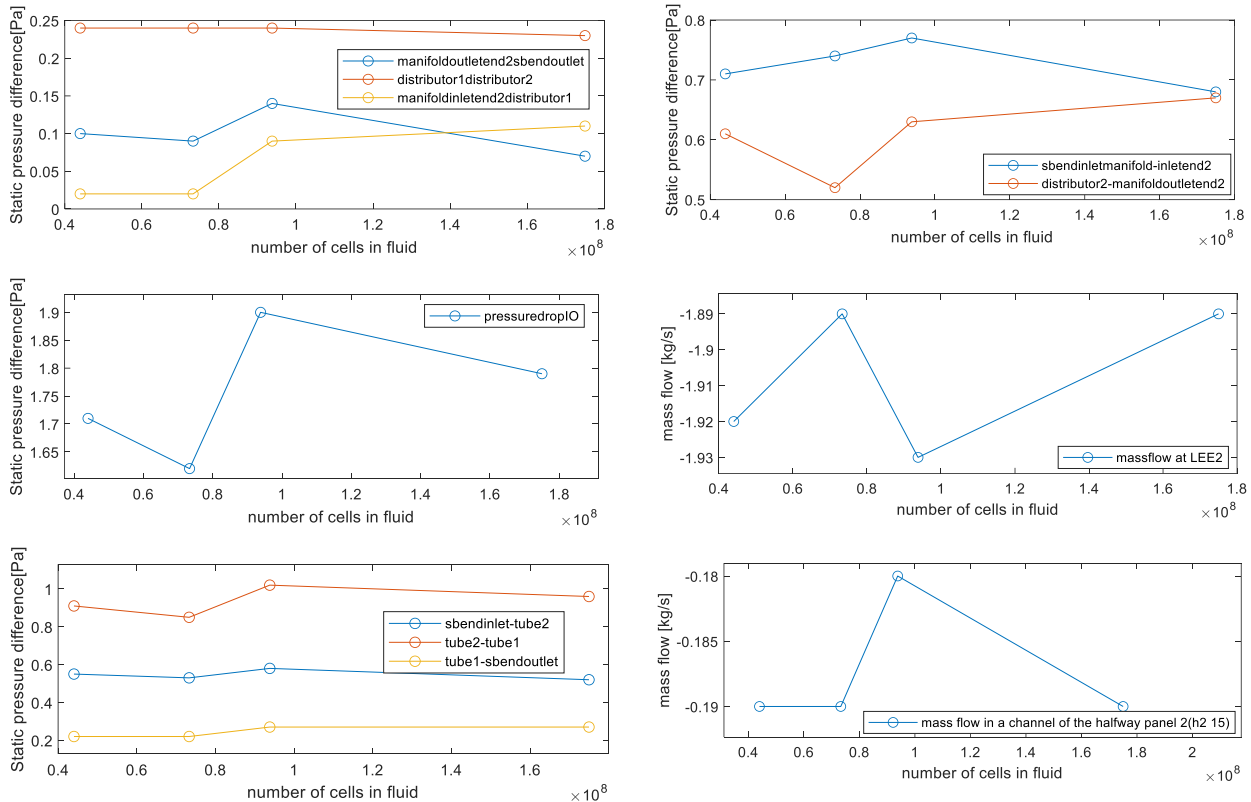 Static pressure difference[Pa]
0.25
0.2
0.15
0.1
0.05
0
manifoldoutletend2sbendoutlet
distributor1distributor2
manifoldinletend2distributor1
0.4 0.6 0.8 1 1.2 1.4 1.6 1.8
number of cells in fluid
×10^8
Static pressure difference[Pa]
0.8
0.7
0.6
0.5
sbendinletmanifold-inletend2
distributor2-manifoldoutletend2
0.4 0.6 0.8 1 1.2 1.4 1.6 1.8
number of cells in fluid
×10^8
Static pressure difference[Pa]
1.9
1.85
1.8
1.7
1.65
pressuredropIO
0.4 0.6 0.8 1 1.2 1.4 1.6 1.8
number of cells in fluid
×10^8
mass flow [kg/s]
-1.89
-1.9
-1.91
-1.92
-1.93
massflow at LEE2
0.4 0.6 0.8 1 1.2 1.4 1.6 1.8
number of cells in fluid
×10^8
Static pressure difference[Pa]
1
0.8
0.6
0.4
0.2
sbendinlet-tube2
tube2-tube1
tube1-sbendoutlet
0.4 0.6 0.8 1 1.2 1.4 1.6
number of cells in fluid
×10^8
mass flow [kg/s]
-0.18
-0.185
-0.19
mass flow in a channel of the halfway panel 2(h2 15)
0.4 0.6 0.8 1 1.2 1.4 1.6 1.8 2
number of cells in fluid
×10^8